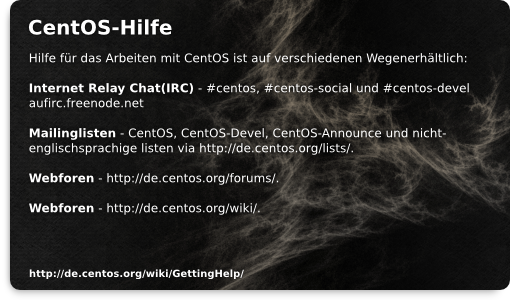 CentOS-Hilfe
Hilfe für das Arbeiten mit CentOS ist auf verschiedenen Wegenerhältlich:
Internet Relay Chat(IRC) - #centos, #centos-social und #centos-devel
aufirc.freenode.net
Mailinglisten - CentOS, CentOS-Devel, CentOS-Announce und nicht-
englischsprachige listen via http://de.centos.org/lists/.
Webforen - http://de.centos.org/forums/.
Webforen - http://de.centos.org/wiki/.
http://de.centos.org/wiki/GettingHelp/